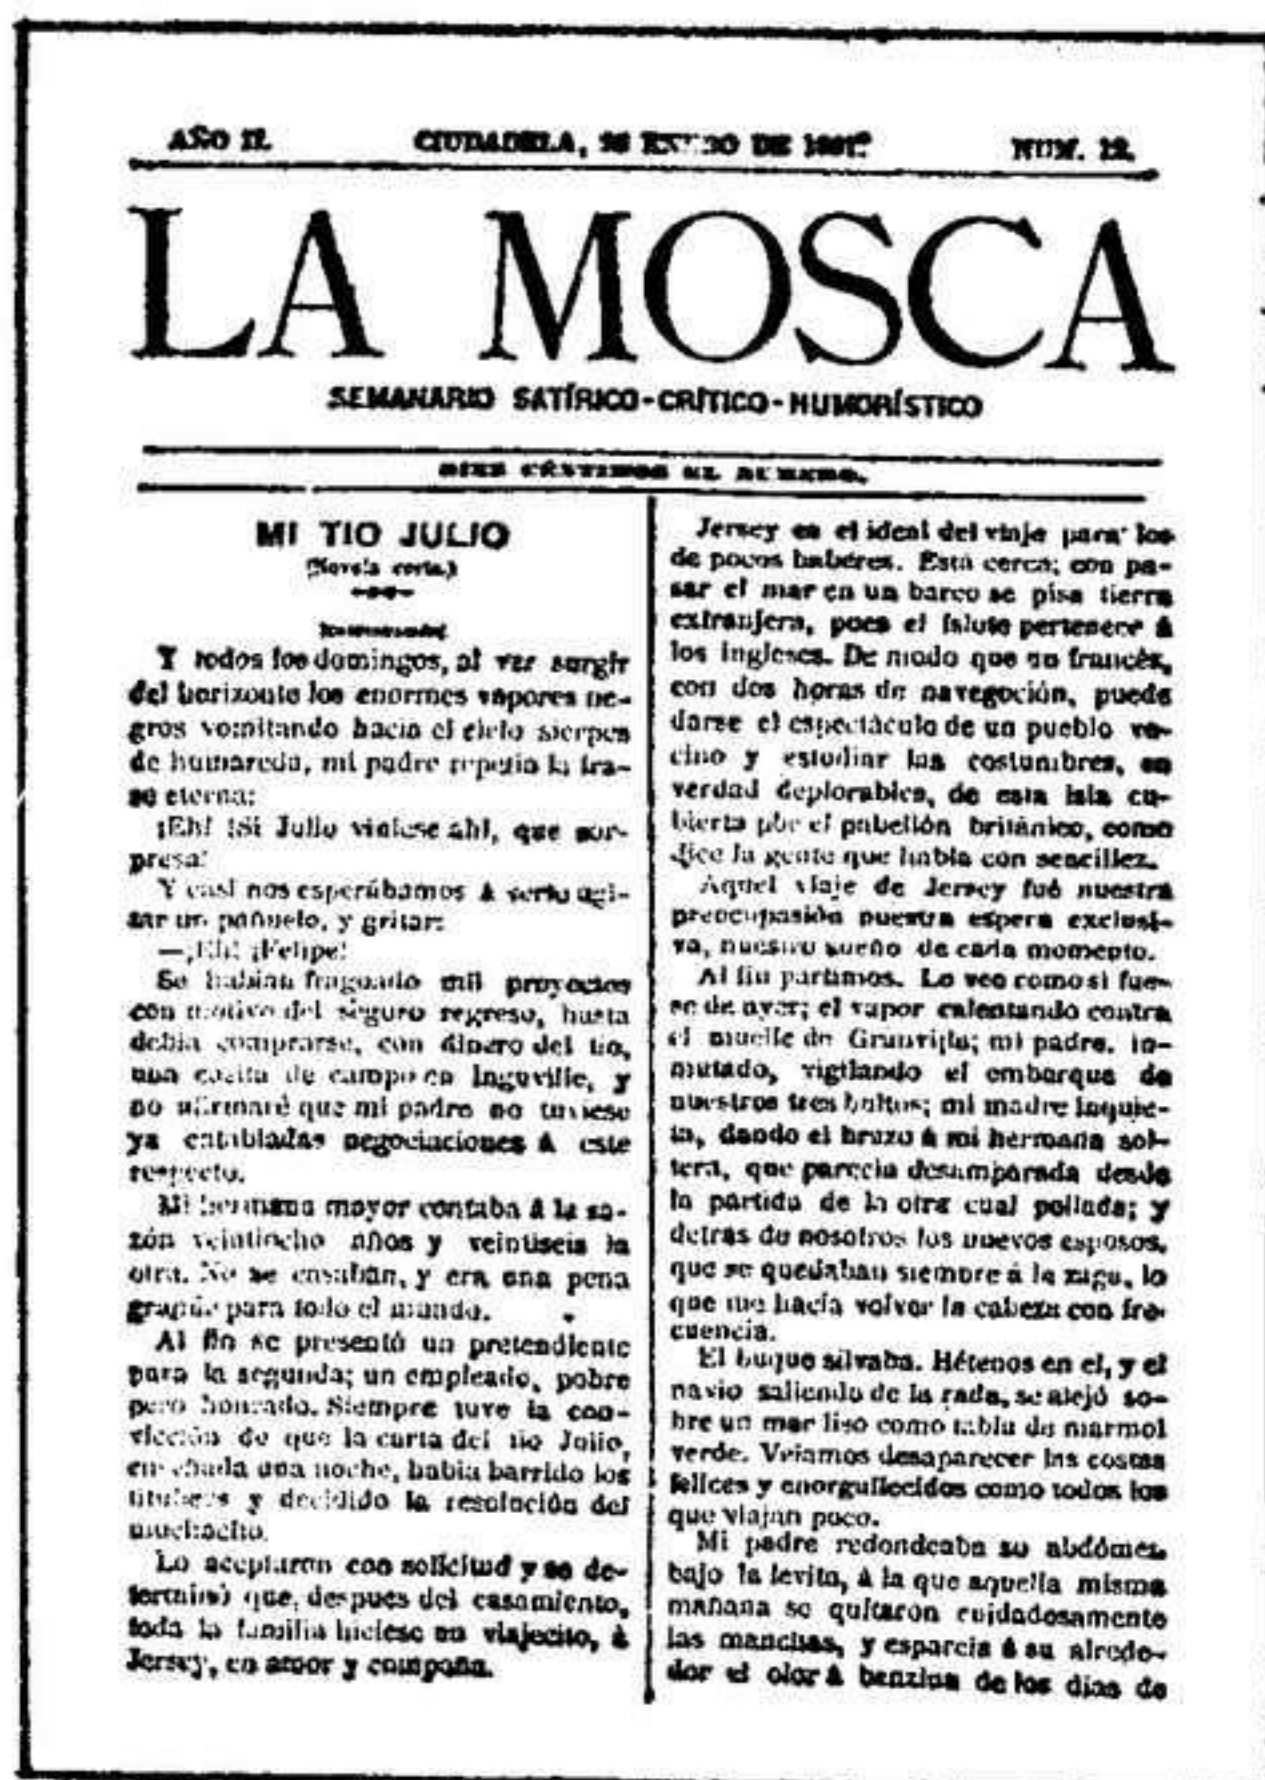 AÑO II.
CIUDADELA, DE
NUM. 12.
LA MOSCA
SEMANARIO SATÍRICO-CRÍTICO-HUMORÍSTICO
DIEZ CÉNTIMOS EL NUMERO.
MI TIO JULIO
(Novela corta.)
Y todos los domingos, al ver surgir
del horizonte los enormes vapores ne-
gros vomitando hacia el cielo sierpes
de humareda, mi padre repetia la fra-
se eterna:
¡Eh! ¡Si Julio viniese ahí, que sor-
presa!
Y casi nos esperábamos á verlo agi-
tar un pañuelo, y gritar:
—¡Eh! ¡Felipe!
Se habian fraguado mil proyectos
con motivo del seguro regreso, hasta
debía comprarse, con dinero del tio,
una casita de campo en Inguville, y
no afirmaré que mi padre no tuviese
ya entabladas negociaciones á este
respecto.
Mi hermana mayor contaba á la sa-
zón veintiocho años y veintiseis la
otra. No se casaban, y era una pena
grande para todo el mundo.
Al fin se presentó un pretendiente
para la segunda; un empleado, pobre
pero honrado. Siempre tuve la con-
vicción de que la carta del tio Julio,
enseñada una noche, habia barrido los
titubeos y decidido la resolución del
muchacho.
Lo aceptaron con solicitud y se de-
terminó que, despues del casamiento,
toda la familia hiciese un viajecito, á
Jersey, en amor y compaña.
Jersey es el ideal del viaje para los
de pocos haberes. Está cerca; con pa-
sar el mar en un barco se pisa tierra
extranjera, pues el islote pertenece á
los ingleses. De modo que un francés,
con dos horas de navegoción, puede
darse el espectáculo de un pueblo ve-
cino y estudiar las costumbres, en
verdad deplorables, de esta isla cu-
bierta pbr el pabellón británico, como
dice la gente que habla con sencillez.
Aquel viaje de Jersey fué nuestra
preocupasión nuestra espera exclusi-
va, nuestro sueño de cada momento.
Al fin partimos. Lo veo como si fue-
se de ayer; el vapor calentando contra
el muelle de Granvilla; mi padre, in-
mutado, vigilando el embarque de
nuestros tres bultos; mi madre inquie-
ta, dando el brazo á mi hermana sol-
tera, que parecia desamparada desde
la partida de la otra cual pollada; y
detrás de nosotros los nuevos esposos,
que se quedaban siempre á la zaga, lo
que me hacía volver la cabeza con fre-
cuencia.
El buque silvaba. Hétenos en el, y el
navio saliendo de la rada, se alejó so-
bre un mar liso como tabla de marmol
verde. Veiamos desaparecer las costas
felices y enorgullecidos como todos los
que viajan poco.
Mi padre redondeaba su abdómen
bajo la levita, á la que aquella misma
mañana se quitaron cuidadosamente
las manchas, y esparcia á su alrede-
dor el olor á benzina de los dias de